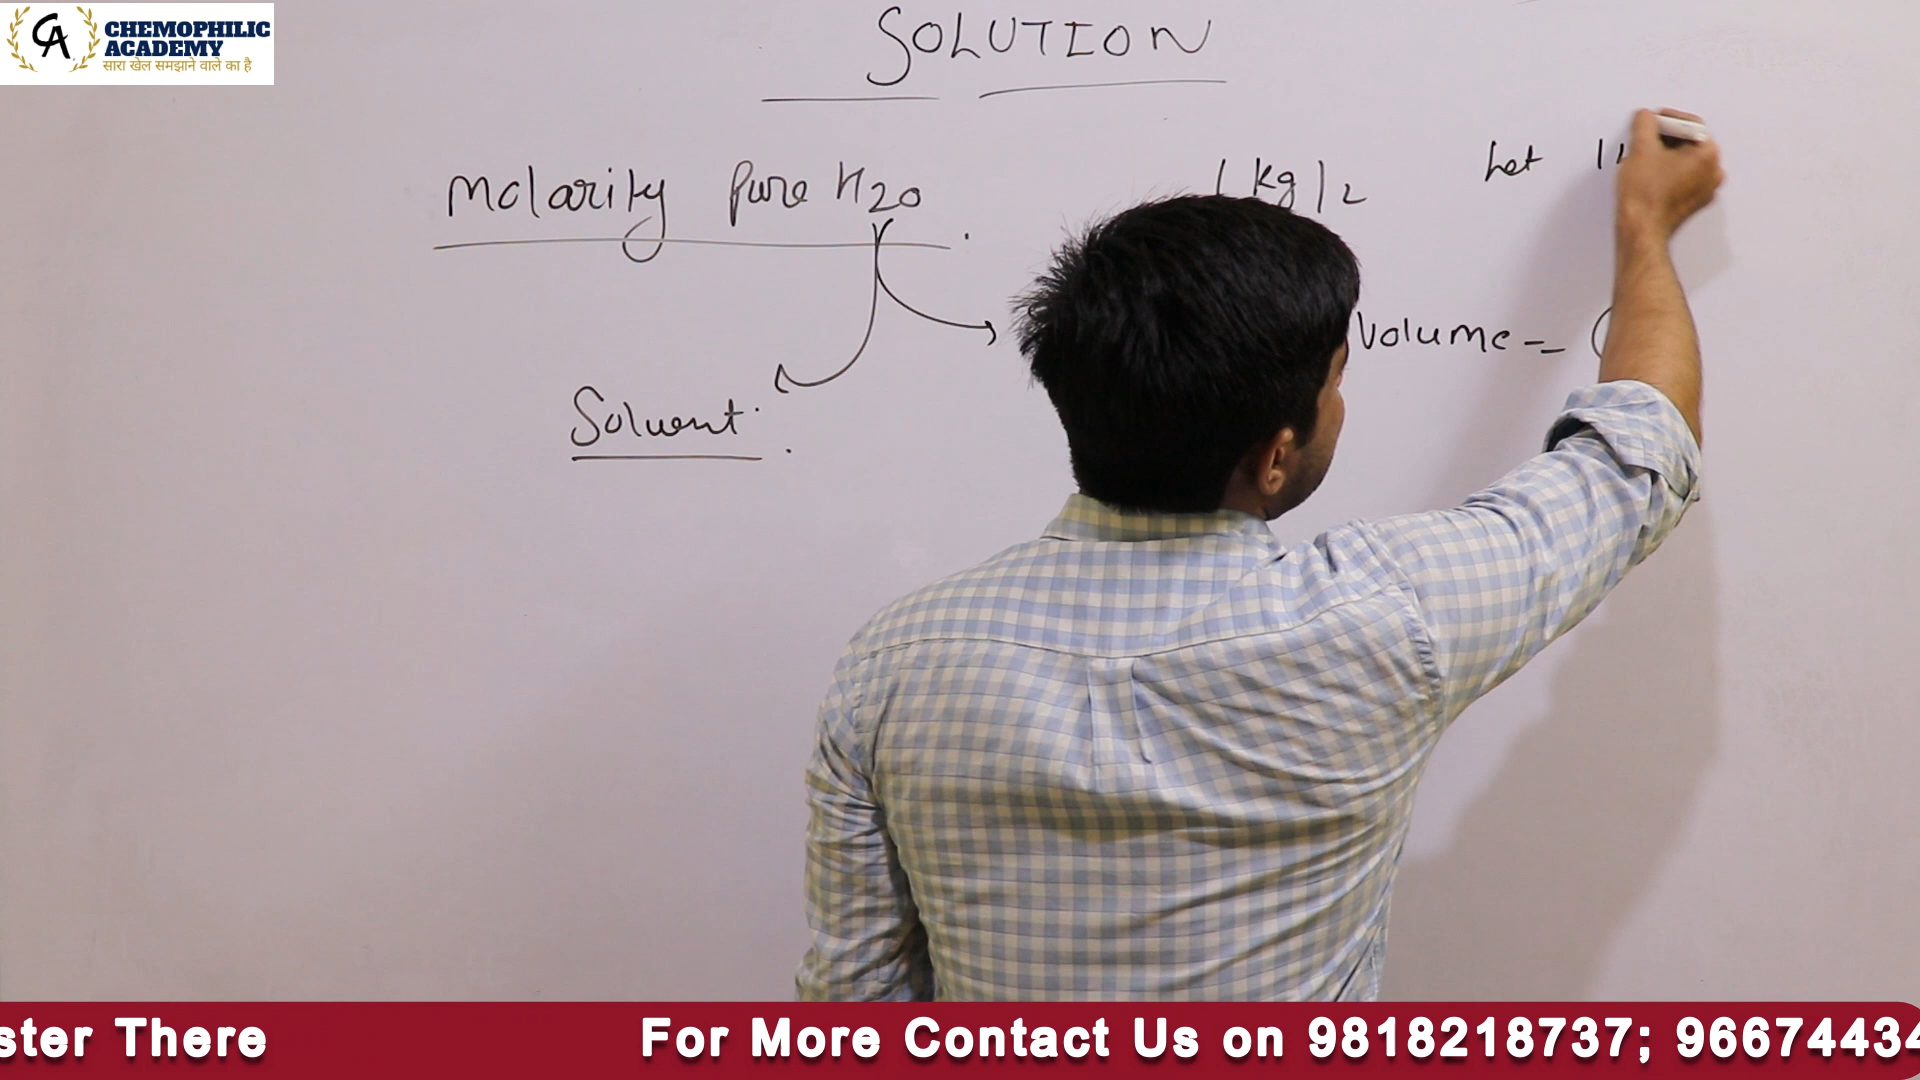 CA CHEMOPHILIC
ACADEMY
सारा खेल समझाने वाले का है
SOLUTION
Molarity Pure H2O.
1 kg/L
Let 1
Volume =
Solvent.
ster There For More Contact Us on 9818218737; 96674434